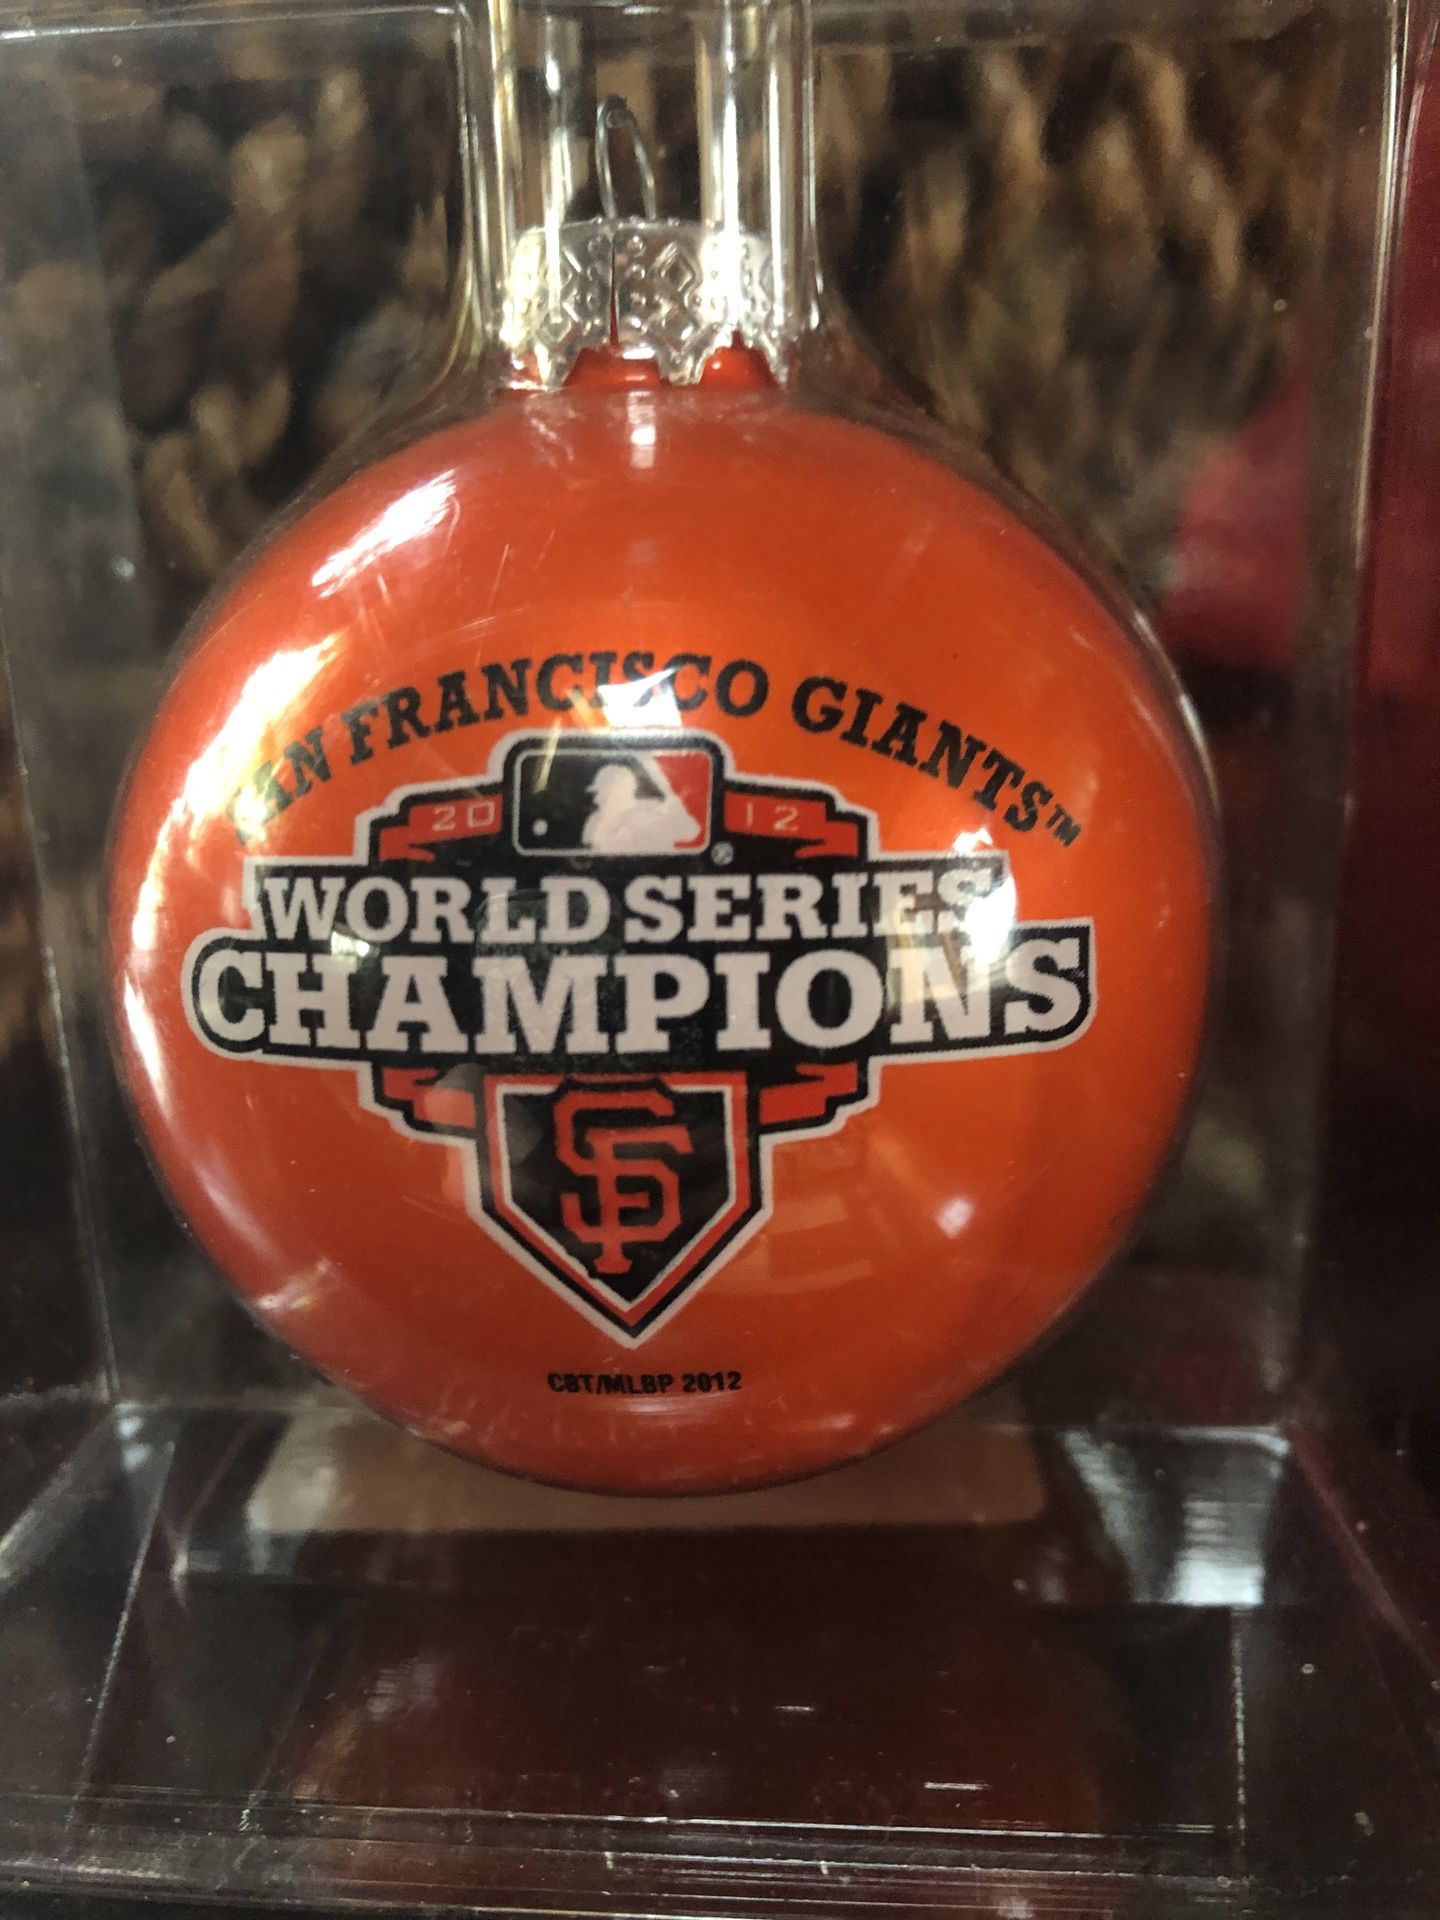 SAN FRANCISCO GIANTS™
20 12
®
WORLD SERIES
CHAMPIONS
SF
CBT/MLBP 2012